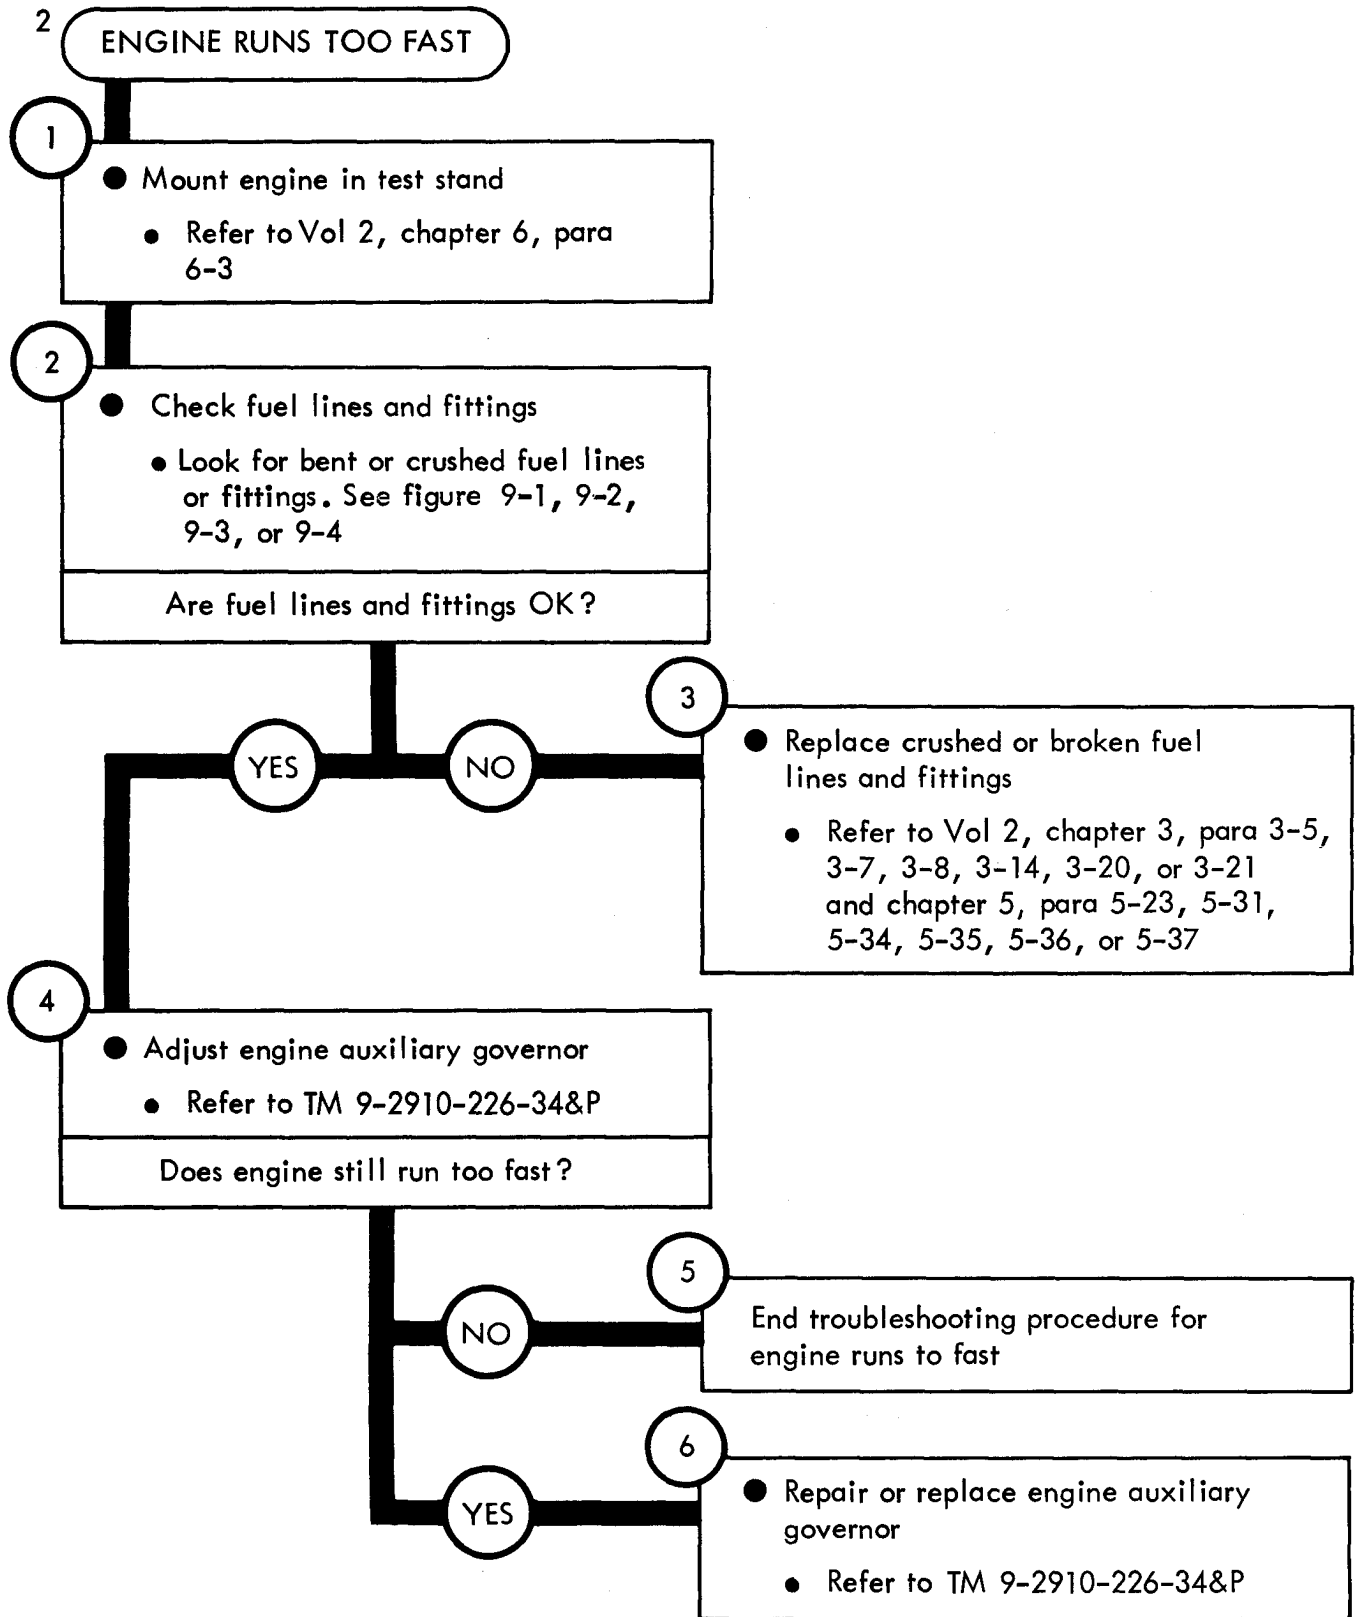 2
ENGINE RUNS TOO FAST
1
● Mount engine in test stand
● Refer to Vol 2, chapter 6, para
6-3
2
● Check fuel lines and fittings
● Look for bent or crushed fuel lines
or fittings. See figure 9-1, 9-2,
9-3, or 9-4
Are fuel lines and fittings OK?
YES
NO
3
● Replace crushed or broken fuel
lines and fittings
● Refer to Vol 2, chapter 3, para 3-5,
3-7, 3-8, 3-14, 3-20, or 3-21
and chapter 5, para 5-23, 5-31,
5-34, 5-35, 5-36, or 5-37
4
● Adjust engine auxiliary governor
● Refer to TM 9-2910-226-34&P
Does engine still run too fast?
NO
5
End troubleshooting procedure for
engine runs to fast
YES
6
● Repair or replace engine auxiliary
governor
● Refer to TM 9-2910-226-34&P